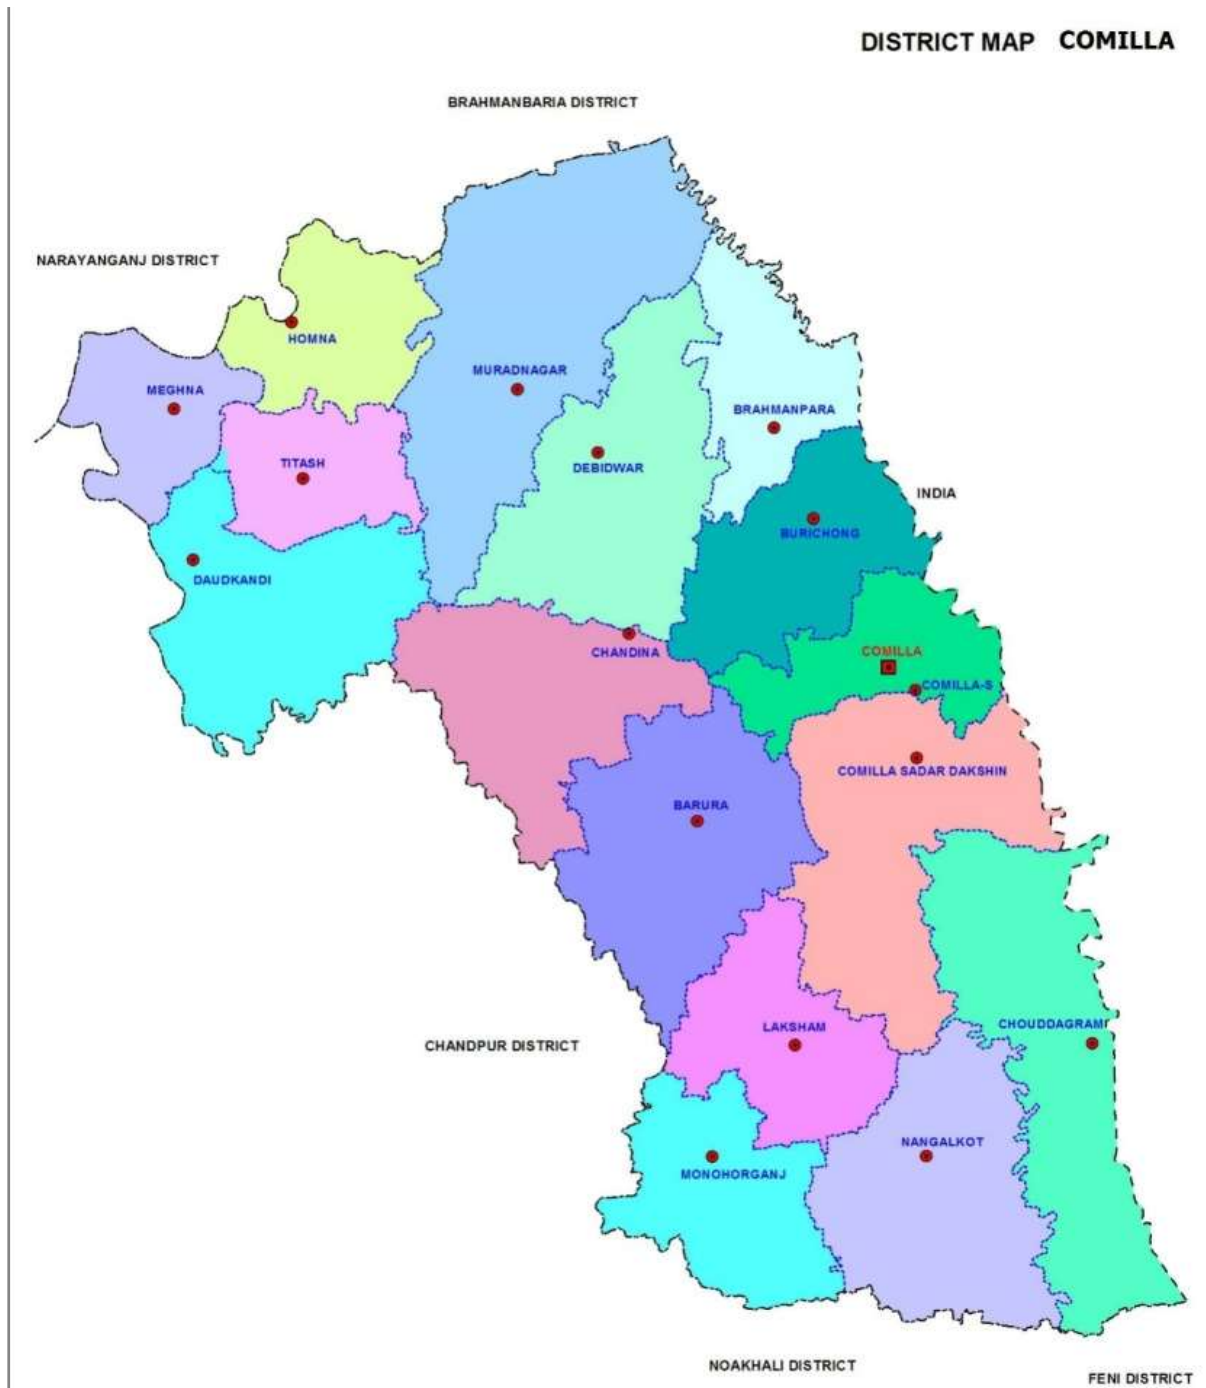 DISTRICT MAP COMILLA
BRAHMANBARIA DISTRICT
NARAYANGANJ DISTRICT
HOMNA
MURADNAGAR
MEGHNA
BRAHMANPARA
TITASH
DEBIDWAR
INDIA
BURICHONG
DAUDKANDI
CHANDINA
COMILLA
COMILLA-S
COMILLA SADAR DAKSHIN
BARURA
CHOUDDAGRAM
LAKSHAM
CHANDPUR DISTRICT
NANGALKOT
MONOHORGANJ
NOAKHALI DISTRICT
FENI DISTRICT